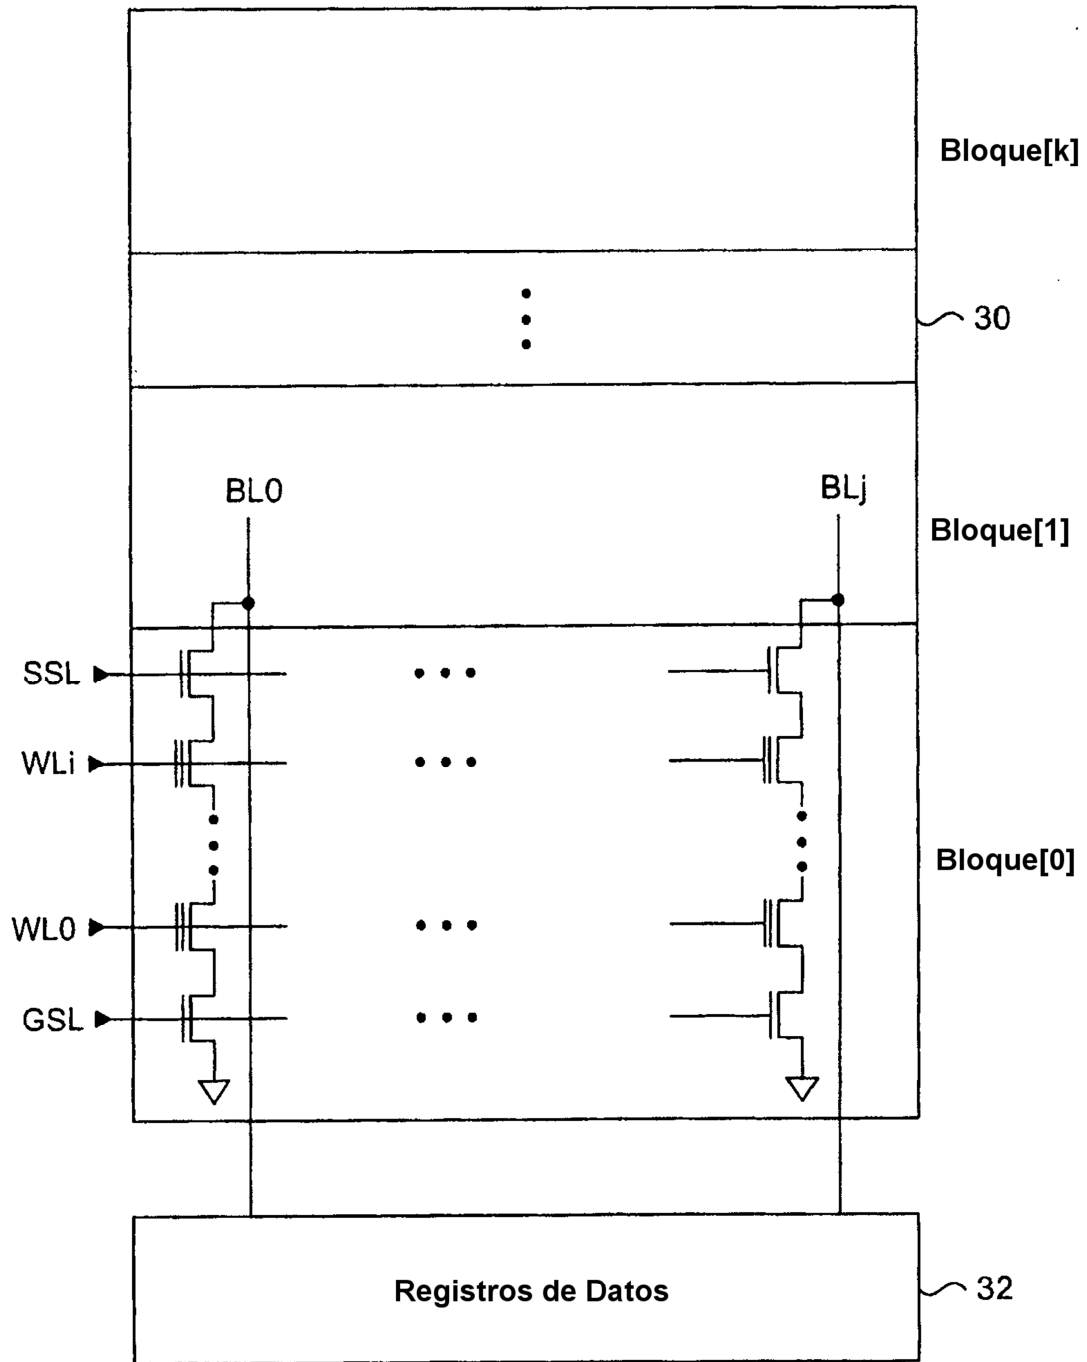 Bloque[k]
30
BL0
BLj
Bloque[1]
SSL
WLi
Bloque[0]
WL0
GSL
Registros de Datos
32